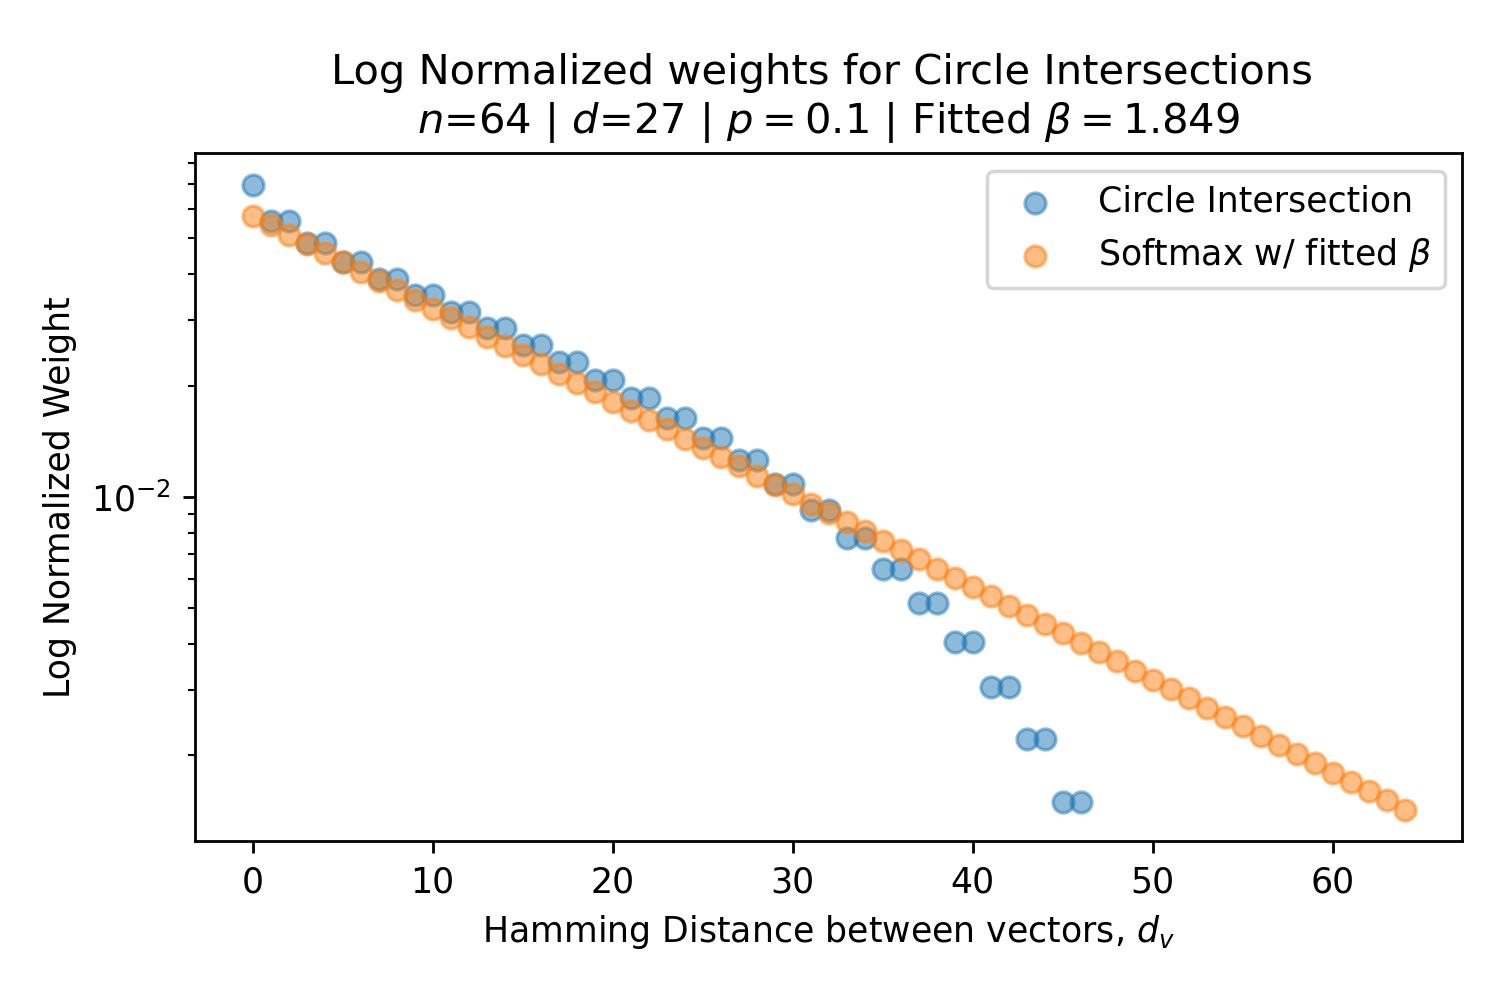 Log Normalized weights for Circle Intersections
n=64 | d=27 | p = 0.1 | Fitted β = 1.849
Circle Intersection
Softmax w/ fitted β
Log Normalized Weight
10⁻²
0 10 20 30 40 50 60
Hamming Distance between vectors, dᵥ